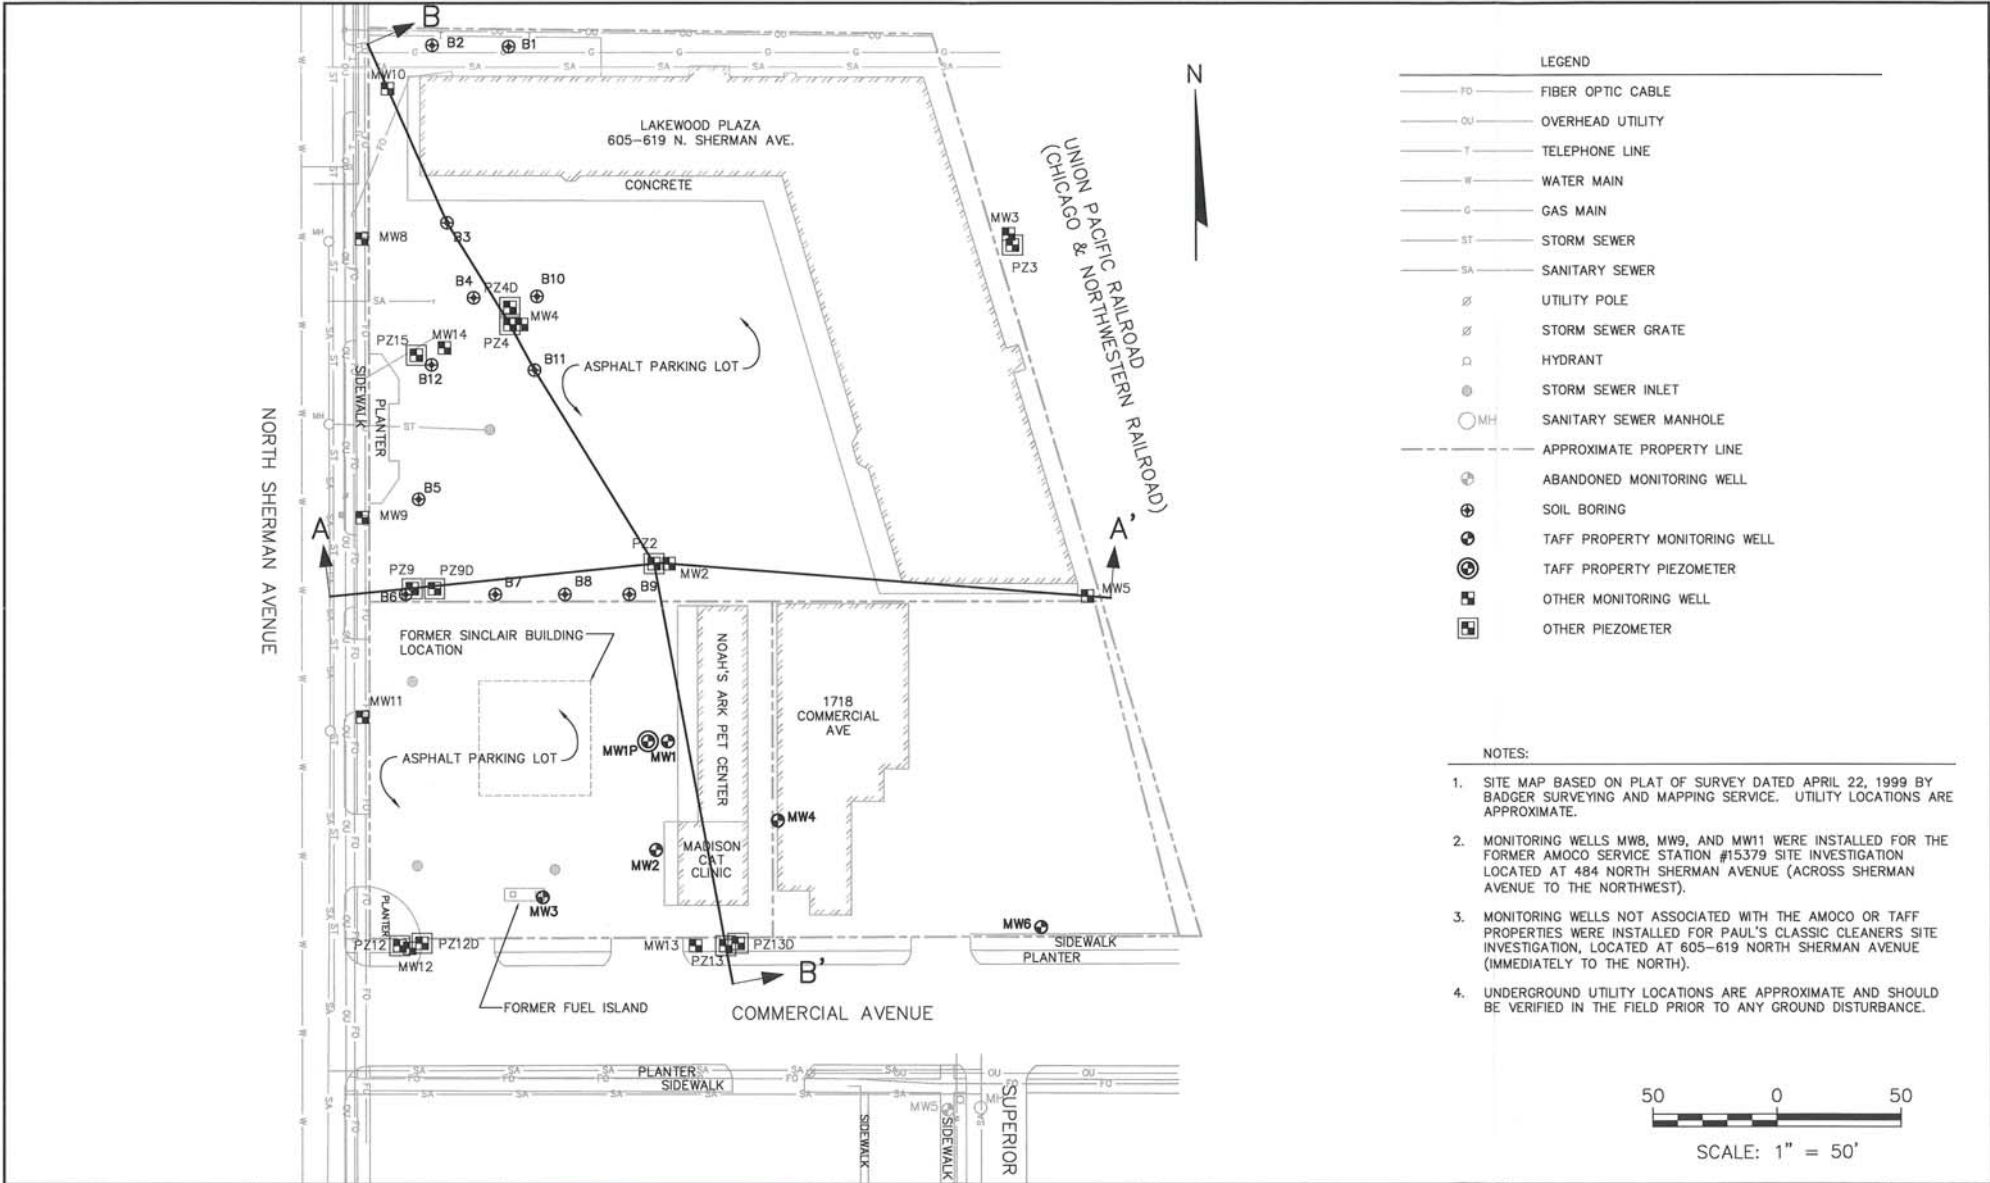 B
B2
B1
MW10
LAKEWOOD PLAZA
605-619 N. SHERMAN AVE.
CONCRETE
N
UNION PACIFIC RAILROAD
(CHICAGO & NORTHWESTERN RAILROAD)
MW3
PZ3
MW8
MH
B3
B4
PZ4D
B10
MW4
PZ4
PZ15
MW14
B12
B11
ASPHALT PARKING LOT
SIDEWALK
PLANTER
MH
ST
SA
B5
MW9
NORTH SHERMAN AVENUE
A
A'
PZ2
MW2
PZ9
PZ9D
B6
B7
B8
B9
MW5
FORMER SINCLAIR BUILDING
LOCATION
NOAH'S ARK PET CENTER
1718
COMMERCIAL
AVE
MW11
MW1P
MW1
ASPHALT PARKING LOT
MW4
MW2
MADISON
CAT
CLINIC
MW3
MW6
PLANTER
PZ12
PZ12D
MW12
MW13
PZ13
PZ13D
SIDEWALK
PLANTER
B'
FORMER FUEL ISLAND
COMMERCIAL AVENUE
PLANTER
SIDEWALK
MW5
MH
SIDEWALK
SIDEWALK
SUPERIOR
LEGEND
FO FIBER OPTIC CABLE
OU OVERHEAD UTILITY
T TELEPHONE LINE
W WATER MAIN
G GAS MAIN
ST STORM SEWER
SA SANITARY SEWER
UTILITY POLE
STORM SEWER GRATE
HYDRANT
STORM SEWER INLET
MH SANITARY SEWER MANHOLE
APPROXIMATE PROPERTY LINE
ABANDONED MONITORING WELL
SOIL BORING
TAFF PROPERTY MONITORING WELL
TAFF PROPERTY PIEZOMETER
OTHER MONITORING WELL
OTHER PIEZOMETER
NOTES:
1. SITE MAP BASED ON PLAT OF SURVEY DATED APRIL 22, 1999 BY
BADGER SURVEYING AND MAPPING SERVICE. UTILITY LOCATIONS ARE
APPROXIMATE.
2. MONITORING WELLS MW8, MW9, AND MW11 WERE INSTALLED FOR THE
FORMER AMOCO SERVICE STATION #15379 SITE INVESTIGATION
LOCATED AT 484 NORTH SHERMAN AVENUE (ACROSS SHERMAN
AVENUE TO THE NORTHWEST).
3. MONITORING WELLS NOT ASSOCIATED WITH THE AMOCO OR TAFF
PROPERTIES WERE INSTALLED FOR PAUL'S CLASSIC CLEANERS SITE
INVESTIGATION, LOCATED AT 605-619 NORTH SHERMAN AVENUE
(IMMEDIATELY TO THE NORTH).
4. UNDERGROUND UTILITY LOCATIONS ARE APPROXIMATE AND SHOULD
BE VERIFIED IN THE FIELD PRIOR TO ANY GROUND DISTURBANCE.
50 0 50
SCALE: 1" = 50'